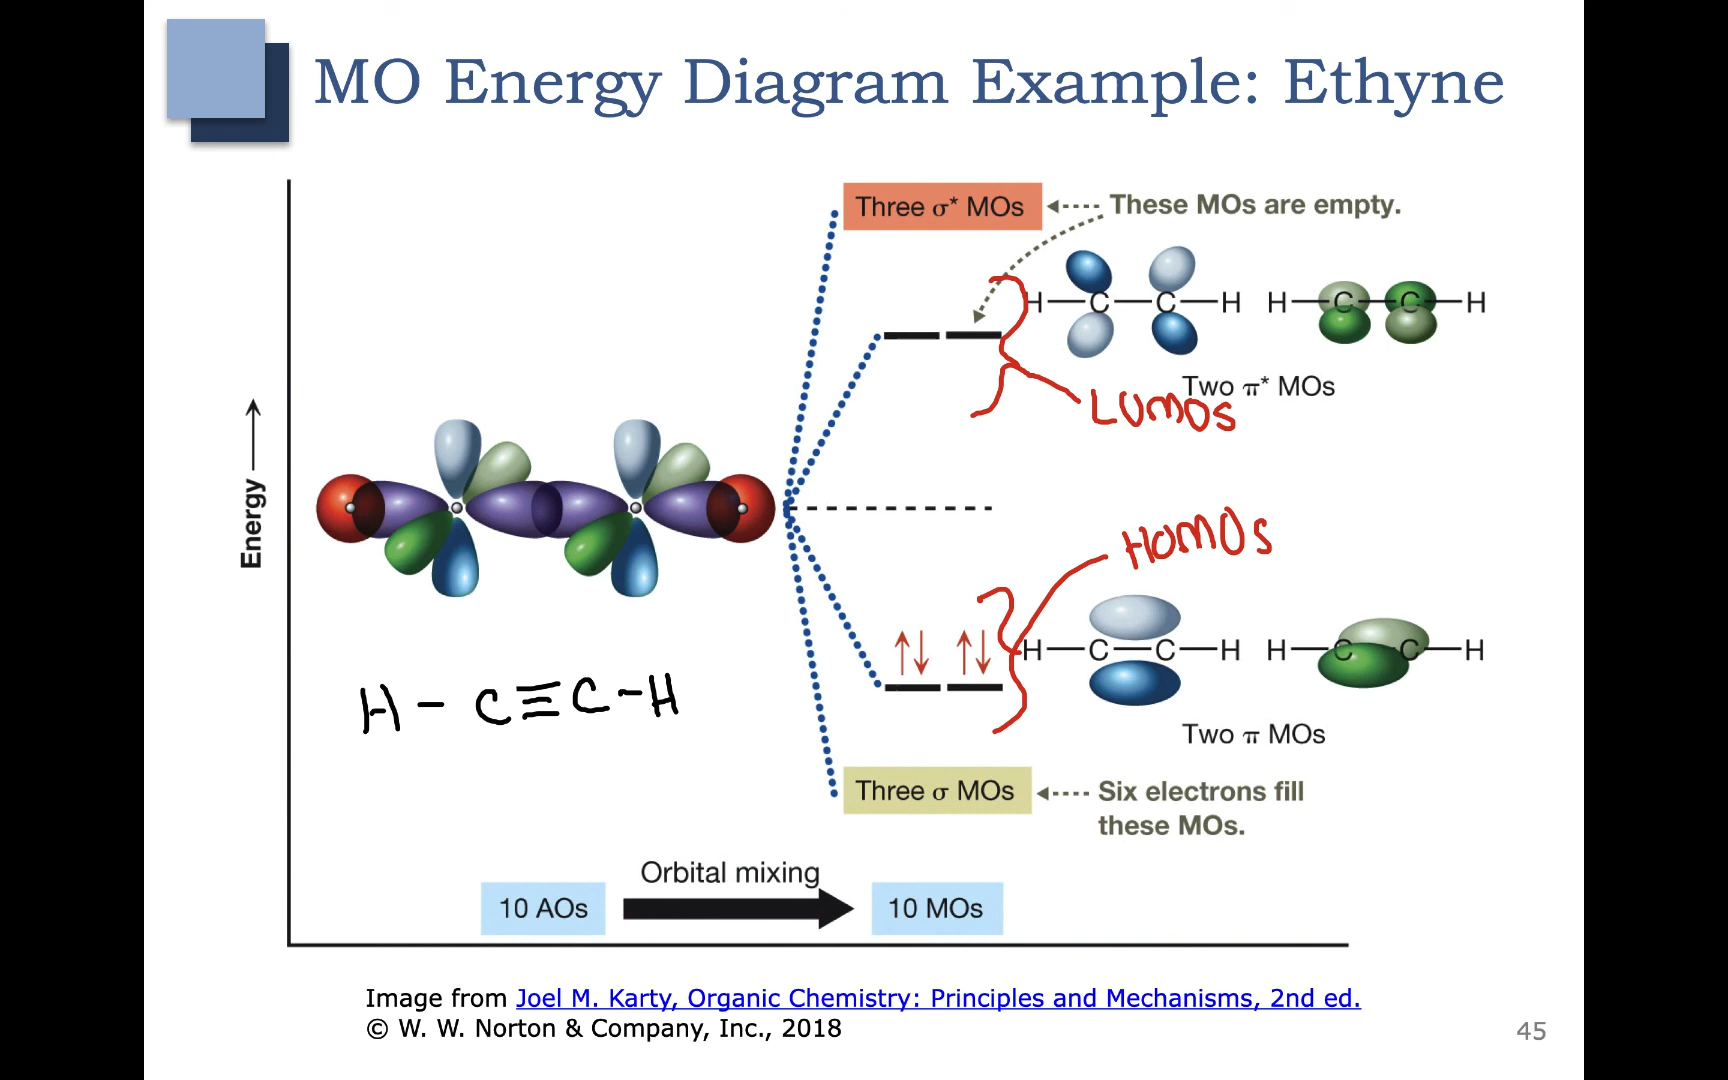 MO Energy Diagram Example: Ethyne
Three σ* MOs
These MOs are empty.
H—C—C—H
H—C—C—H
Two π* MOs
LUMOs
Energy
HOMOs
H—C—C—H
H—C—C—H
H-C≡C-H
Two π MOs
Three σ MOs
Six electrons fill
these MOs.
Orbital mixing
10 AOs
10 MOs
Image from Joel M. Karty, Organic Chemistry: Principles and Mechanisms, 2nd ed.
© W. W. Norton & Company, Inc., 2018
45